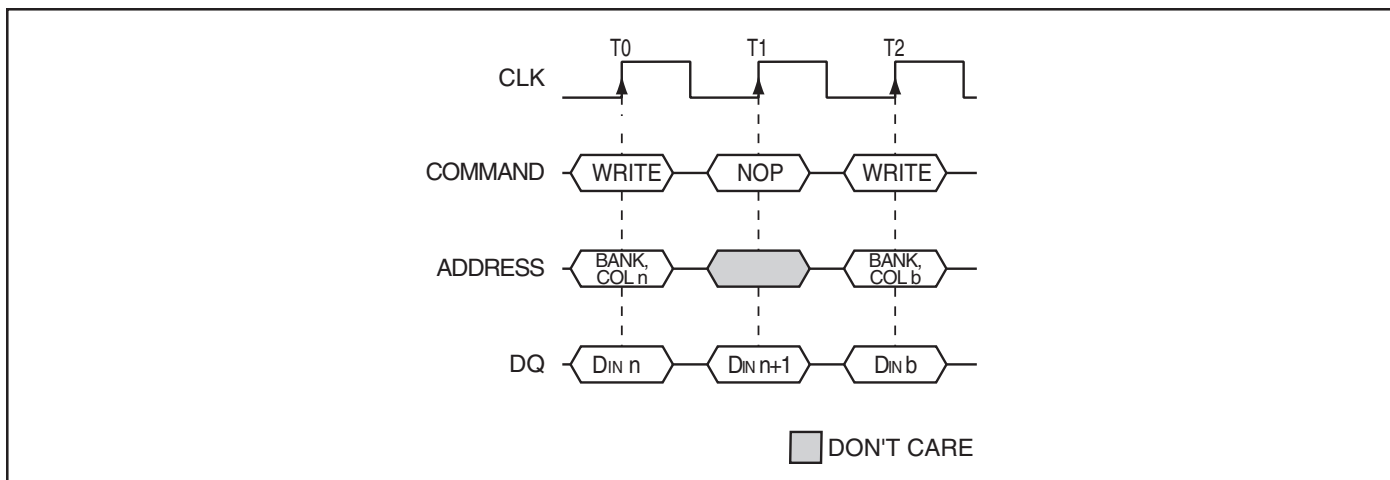 T0 T1 T2
CLK
COMMAND WRITE NOP WRITE
ADDRESS BANK, COL n BANK, COL b
DQ DIN n DIN n+1 DIN b
DON'T CARE